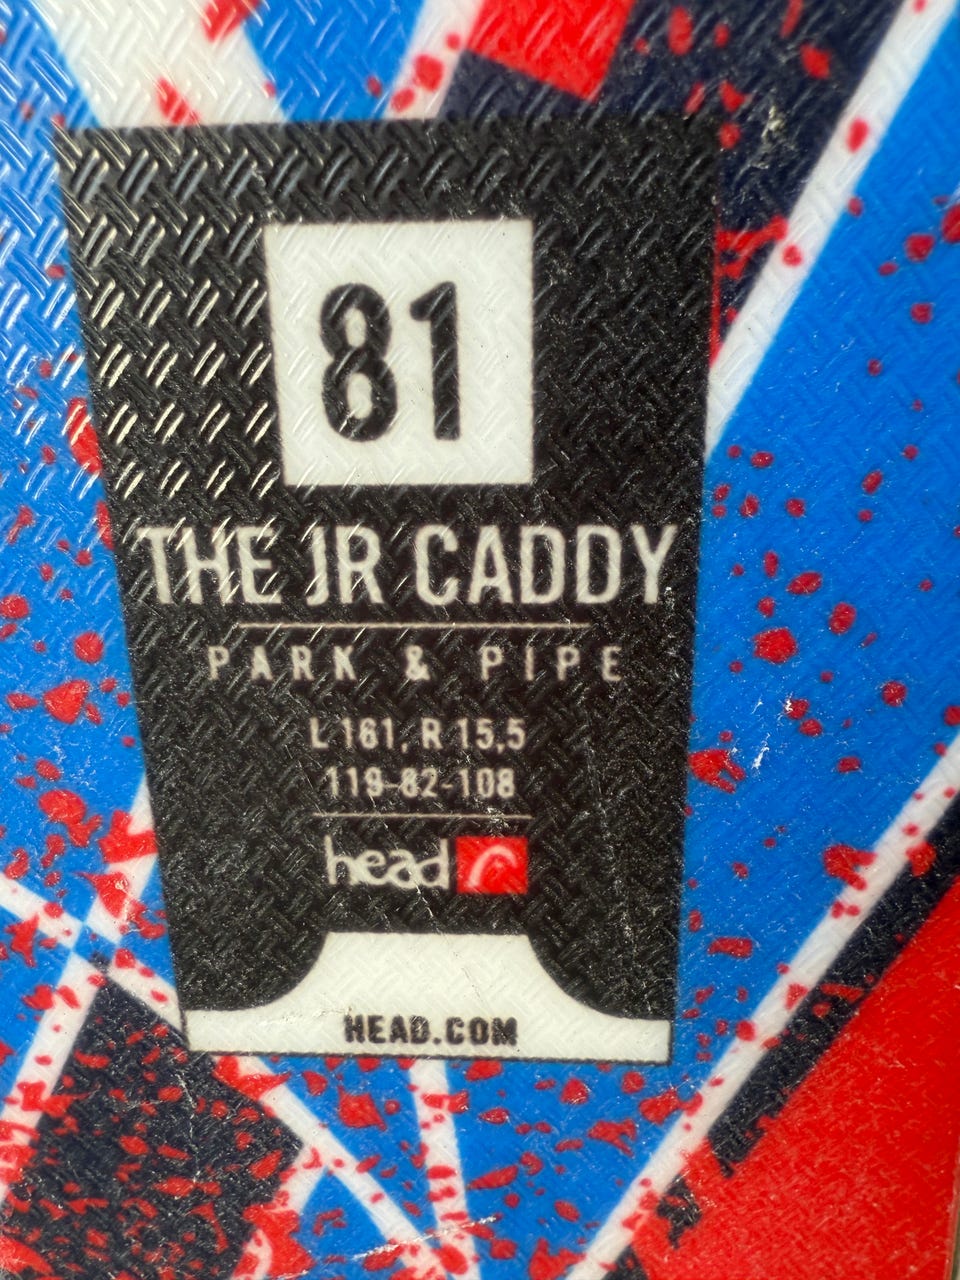 81
THE JR CADDY
PARK & PIPE
L 161, R 15,5
119-82-108
head
HEAD.COM